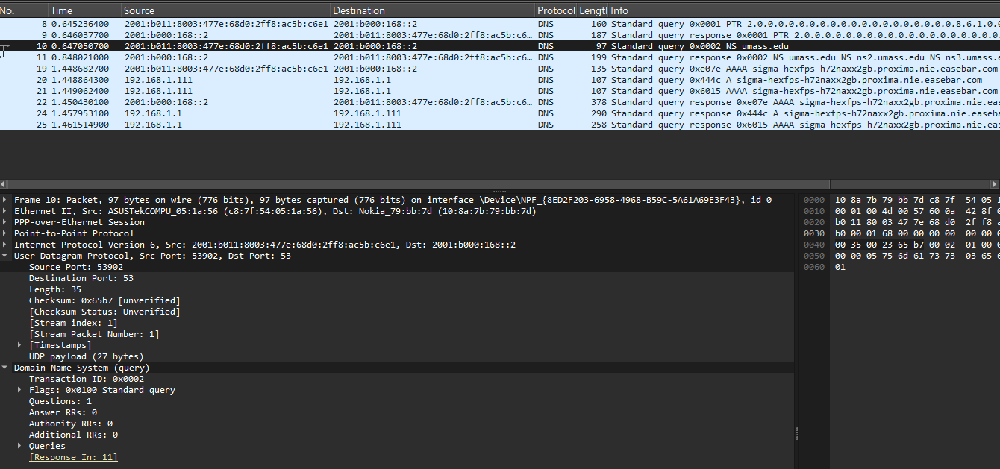 No. Time Source Destination Protocol Lengtl Info
8 0.645236400 2001:b011:8003:477e:68d0:2ff8:ac5b:c6e1 2001:b000:168::2 DNS 160 Standard query 0x0001 PTR 2.0.0.0.0.0.0.0.0.0.0.0.0.0.0.0.0.0.0.0.8.6.1.0.0
9 0.646037700 2001:b000:168::2 2001:b011:8003:477e:68d0:2ff8:ac5b:c6… DNS 187 Standard query response 0x0001 PTR 2.0.0.0.0.0.0.0.0.0.0.0.0.0.0.0.0
10 0.647050700 2001:b011:8003:477e:68d0:2ff8:ac5b:c6e1 2001:b000:168::2 DNS 97 Standard query 0x0002 NS umass.edu
11 0.848021000 2001:b000:168::2 2001:b011:8003:477e:68d0:2ff8:ac5b:c6… DNS 199 Standard query response 0x0002 NS umass.edu NS ns2.umass.edu NS ns3.umass.e
19 1.448682700 2001:b011:8003:477e:68d0:2ff8:ac5b:c6e1 2001:b000:168::2 DNS 135 Standard query 0xe07e AAAA sigma-hexfps-h72naxx2gb.proxima.nie.easebar.com
20 1.448864300 192.168.1.111 192.168.1.1 DNS 107 Standard query 0x444c A sigma-hexfps-h72naxx2gb.proxima.nie.easebar.com
21 1.449062400 192.168.1.111 192.168.1.1 DNS 107 Standard query 0x6015 AAAA sigma-hexfps-h72naxx2gb.proxima.nie.easebar.com
22 1.450430100 2001:b000:168::2 2001:b011:8003:477e:68d0:2ff8:ac5b:c6… DNS 378 Standard query response 0xe07e AAAA sigma-hexfps-h72naxx2gb.proxima.nie.ease
24 1.457953100 192.168.1.1 192.168.1.111 DNS 290 Standard query response 0x444c A sigma-hexfps-h72naxx2gb.proxima.nie.easeba
25 1.461514900 192.168.1.1 192.168.1.111 DNS 258 Standard query response 0x6015 AAAA sigma-hexfps-h72naxx2gb.proxima.nie.eas
Frame 10: Packet, 97 bytes on wire (776 bits), 97 bytes captured (776 bits) on interface \Device\NPF_{8ED2F203-6958-4968-B59C-5A61A69E3F43}, id 0
Ethernet II, Src: ASUSTekCOMPU_05:1a:56 (c8:7f:54:05:1a:56), Dst: Nokia_79:bb:7d (10:8a:7b:79:bb:7d)
PPP-over-Ethernet Session
Point-to-Point Protocol
Internet Protocol Version 6, Src: 2001:b011:8003:477e:68d0:2ff8:ac5b:c6e1, Dst: 2001:b000:168::2
User Datagram Protocol, Src Port: 53902, Dst Port: 53
Source Port: 53902
Destination Port: 53
Length: 35
Checksum: 0x65b7 [unverified]
[Checksum Status: Unverified]
[Stream index: 1]
[Stream Packet Number: 1]
[Timestamps]
UDP payload (27 bytes)
Domain Name System (query)
Transaction ID: 0x0002
Flags: 0x0100 Standard query
Questions: 1
Answer RRs: 0
Authority RRs: 0
Additional RRs: 0
Queries
[Response In: 11]
0000 10 8a 7b 79 bb 7d c8 7f 54 05 1
0010 00 01 00 4d 00 57 60 0a 42 8f 0
0020 b0 11 80 03 47 7e 68 d0 2f f8 a
0030 b0 00 01 68 00 00 00 00 00 00 0
0040 00 35 00 23 65 b7 00 02 01 00 0
0050 00 00 05 75 6d 61 73 73 03 65 6
0060 01